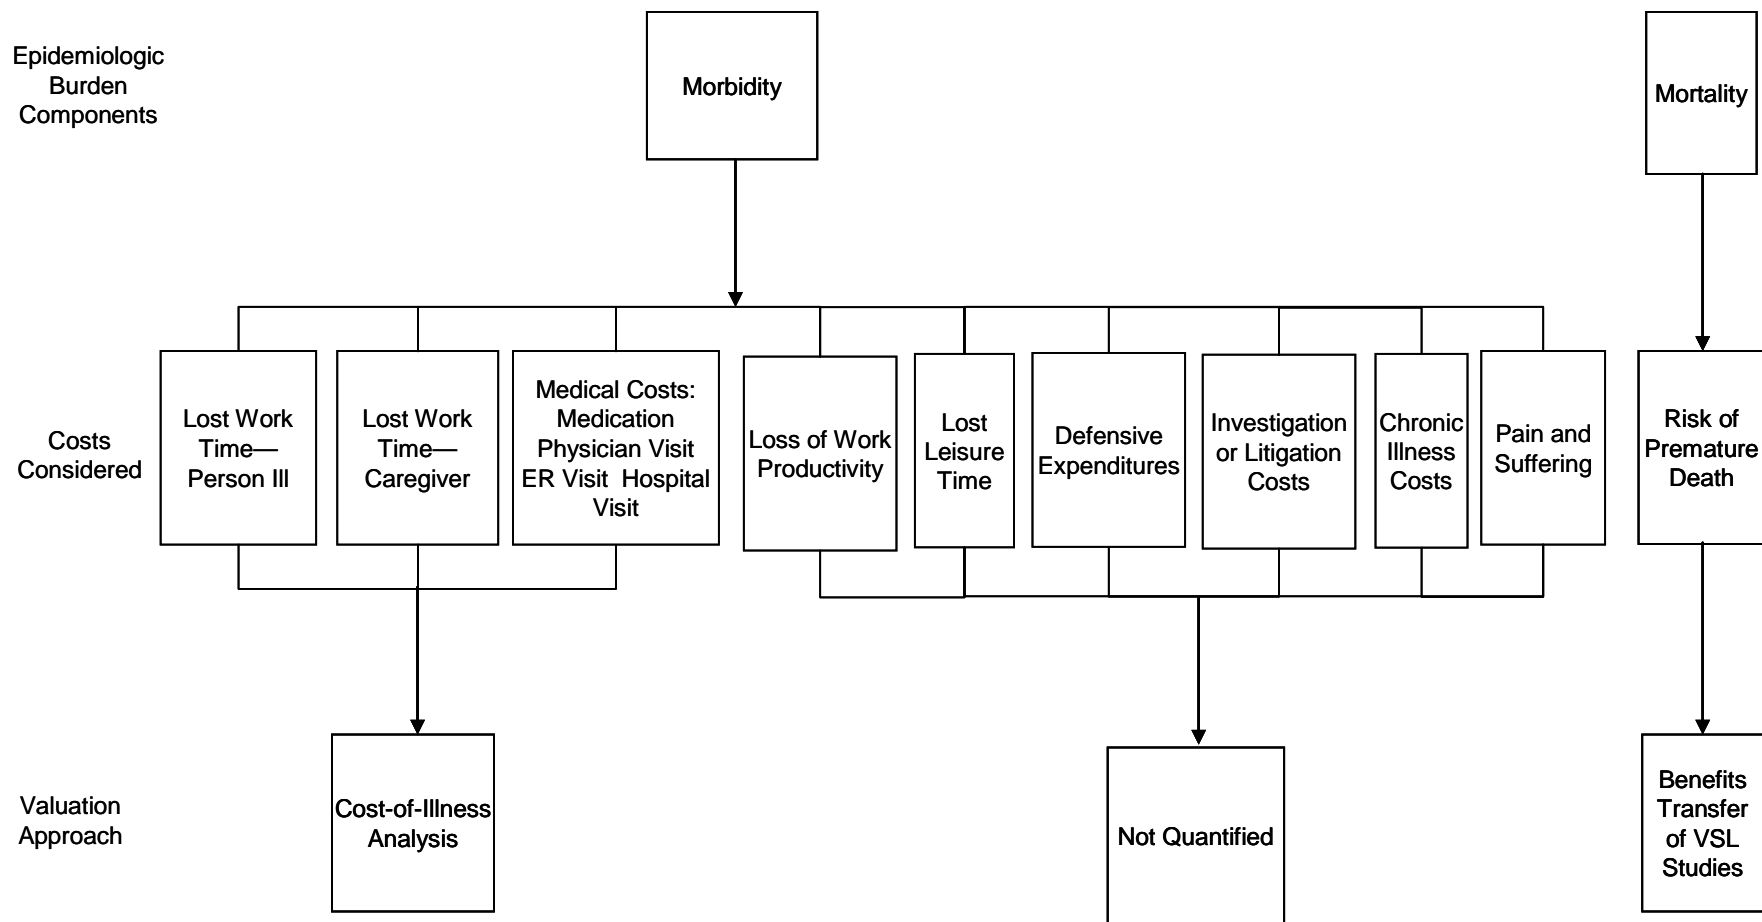 Epidemiologic
Burden
Components
Morbidity
Mortality
Costs
Considered
Lost Work
Time—
Person Ill
Lost Work
Time—
Caregiver
Medical Costs:
Medication
Physician Visit
ER Visit  Hospital
Visit
Loss of Work
Productivity
Lost
Leisure
Time
Defensive
Expenditures
Investigation
or Litigation
Costs
Chronic
Illness
Costs
Pain and
Suffering
Risk of
Premature
Death
Valuation
Approach
Cost-of-Illness
Analysis
Not Quantified
Benefits
Transfer
of VSL
Studies